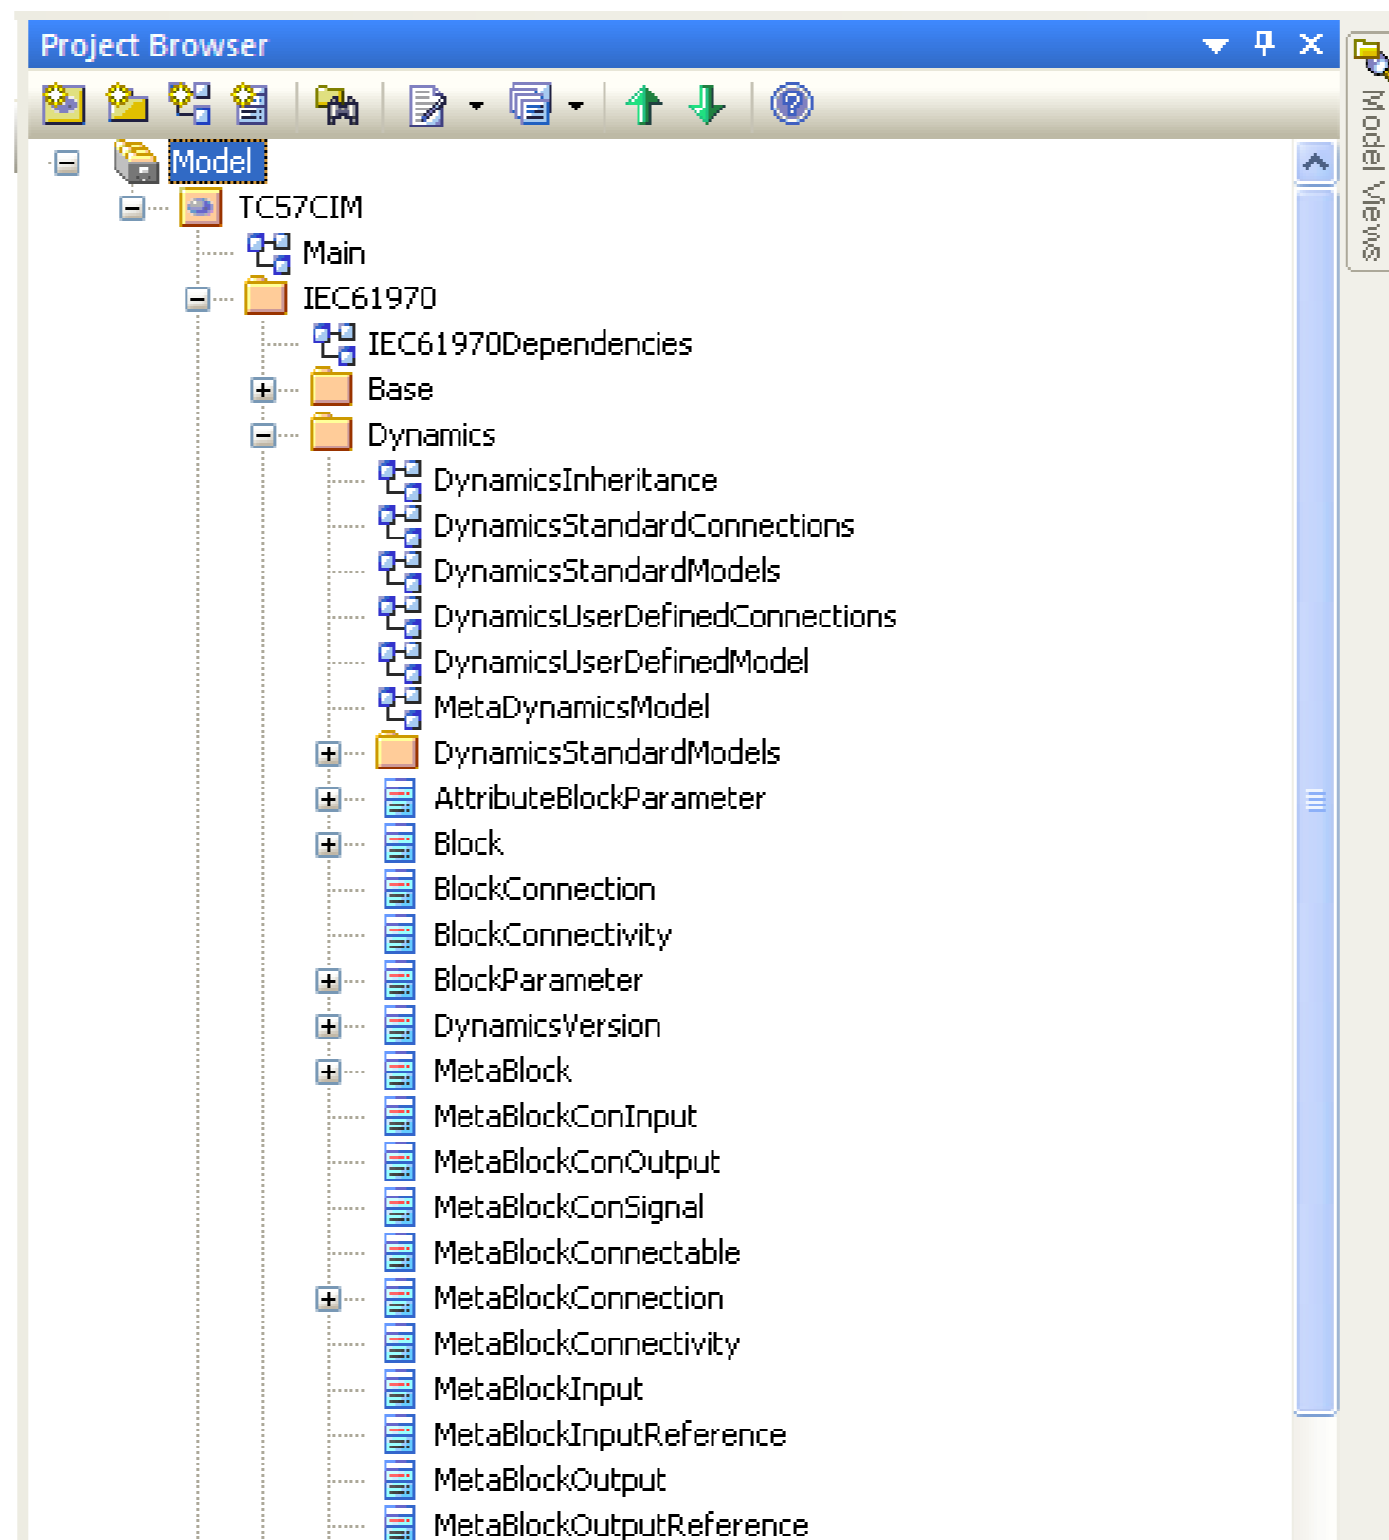 Project Browser
Model Views
Model
TC57CIM
Main
IEC61970
IEC61970Dependencies
Base
Dynamics
DynamicsInheritance
DynamicsStandardConnections
DynamicsStandardModels
DynamicsUserDefinedConnections
DynamicsUserDefinedModel
MetaDynamicsModel
DynamicsStandardModels
AttributeBlockParameter
Block
BlockConnection
BlockConnectivity
BlockParameter
DynamicsVersion
MetaBlock
MetaBlockConInput
MetaBlockConOutput
MetaBlockConSignal
MetaBlockConnectable
MetaBlockConnection
MetaBlockConnectivity
MetaBlockInput
MetaBlockInputReference
MetaBlockOutput
MetaBlockOutputReference